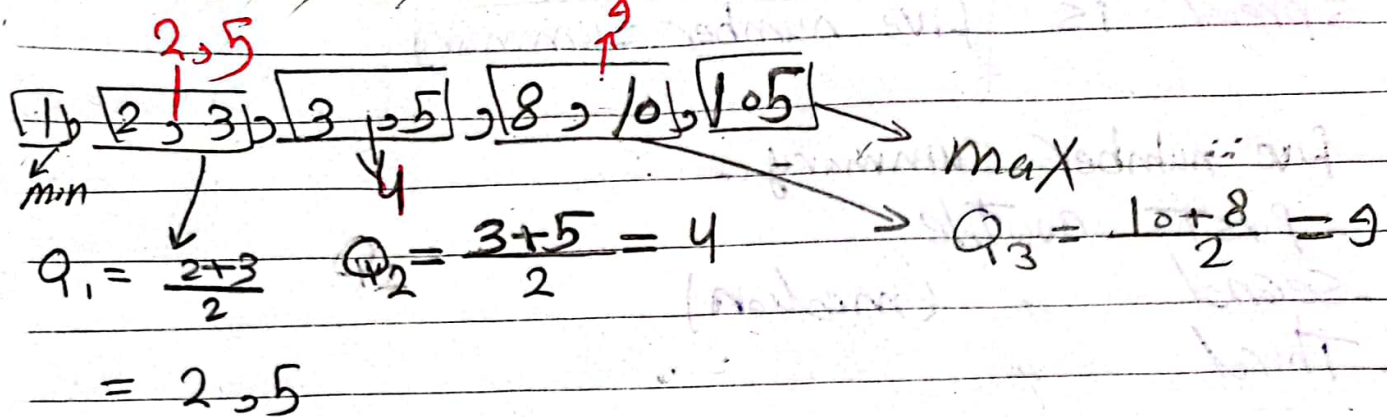 2,5 9
1, 2, 3, 3, 5, 8, 10, 105
min 4 max
Q₁ = 2+3/2 Q₂ = 3+5/2 = 4 Q₃ = 10+8/2 = 9
= 2,5